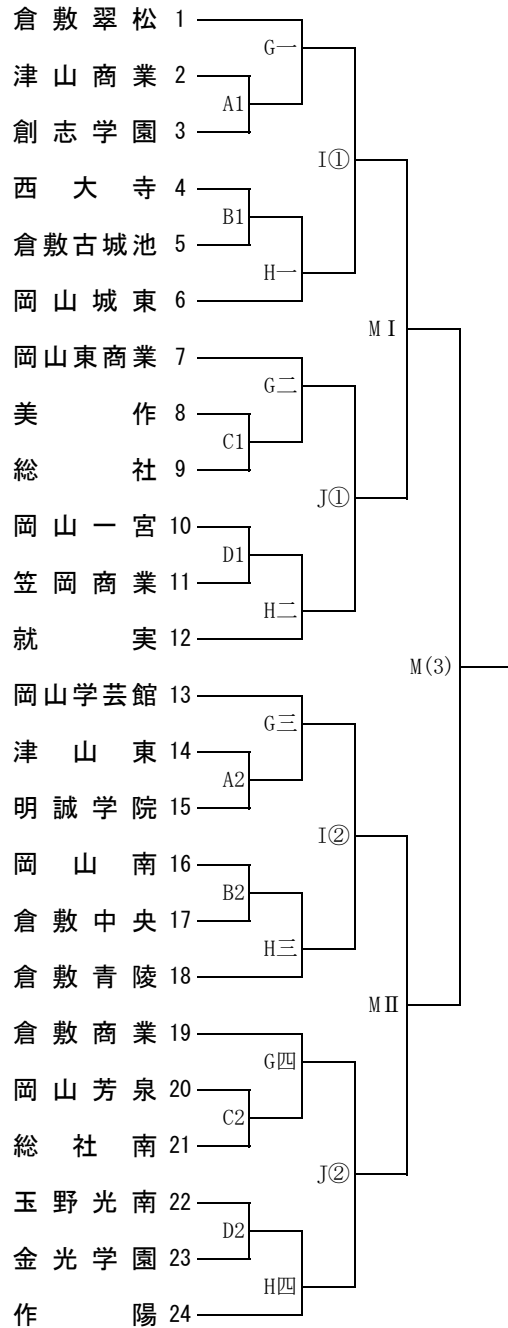 倉敷翠松 1
G一
津山商業 2
A1
創志学園 3
I①
西大寺 4
B1
倉敷古城池 5
H一
岡山城東 6
MⅠ
岡山東商業 7
G二
美作 8
C1
総社 9
J①
岡山一宮 10
D1
笠岡商業 11
H二
就実 12
M(3)
岡山学芸館 13
G三
津山東 14
A2
明誠学院 15
I②
岡山南 16
B2
倉敷中央 17
H三
倉敷青陵 18
MⅡ
倉敷商業 19
G四
岡山芳泉 20
C2
総社南 21
J②
玉野光南 22
D2
金光学園 23
H四
作陽 24